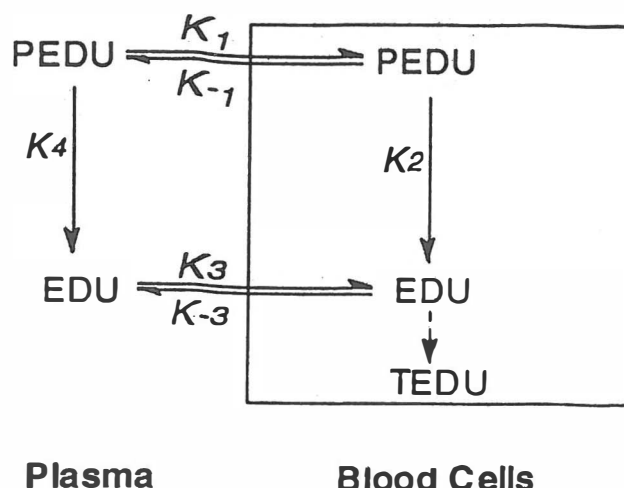 K1
PEDU PEDU
K-1
K4 K2
K3
EDU EDU
K-3
TEDU
Plasma Blood Cells